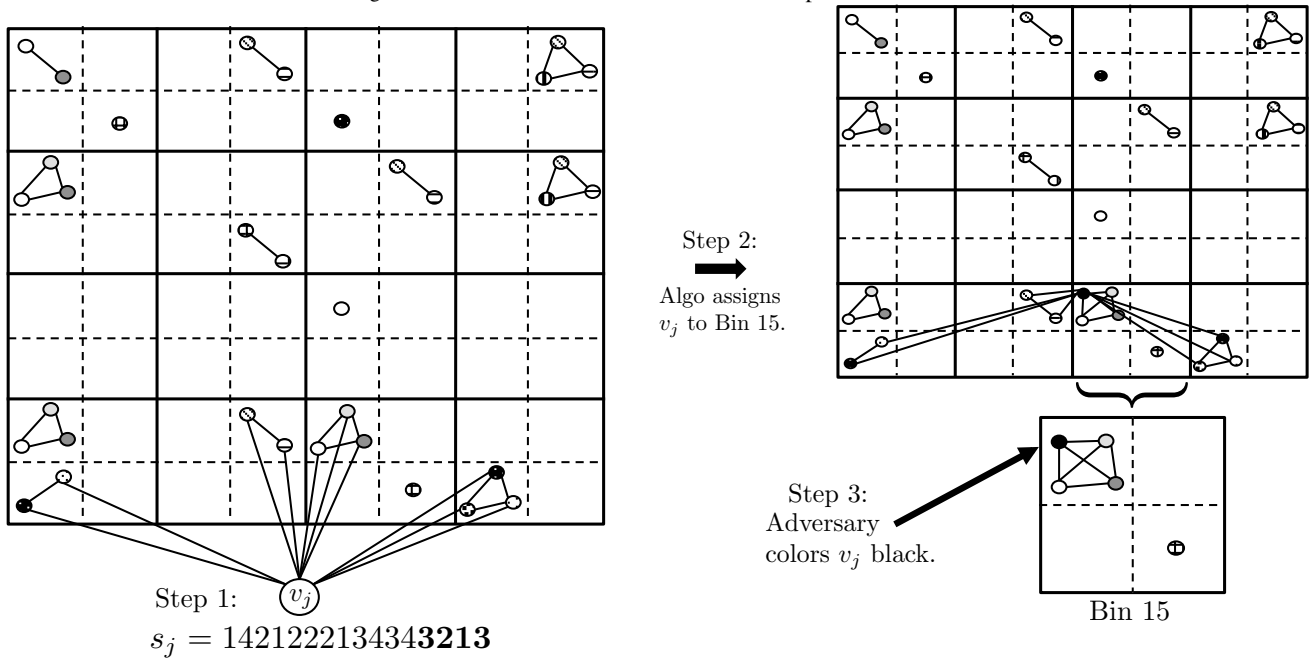 Step 2:
Algo assigns
$v_j$ to Bin 15.
Step 3:
Adversary
colors $v_j$ black.
Bin 15
Step 1:
$v_j$
$s_j$ = 1421222134343213